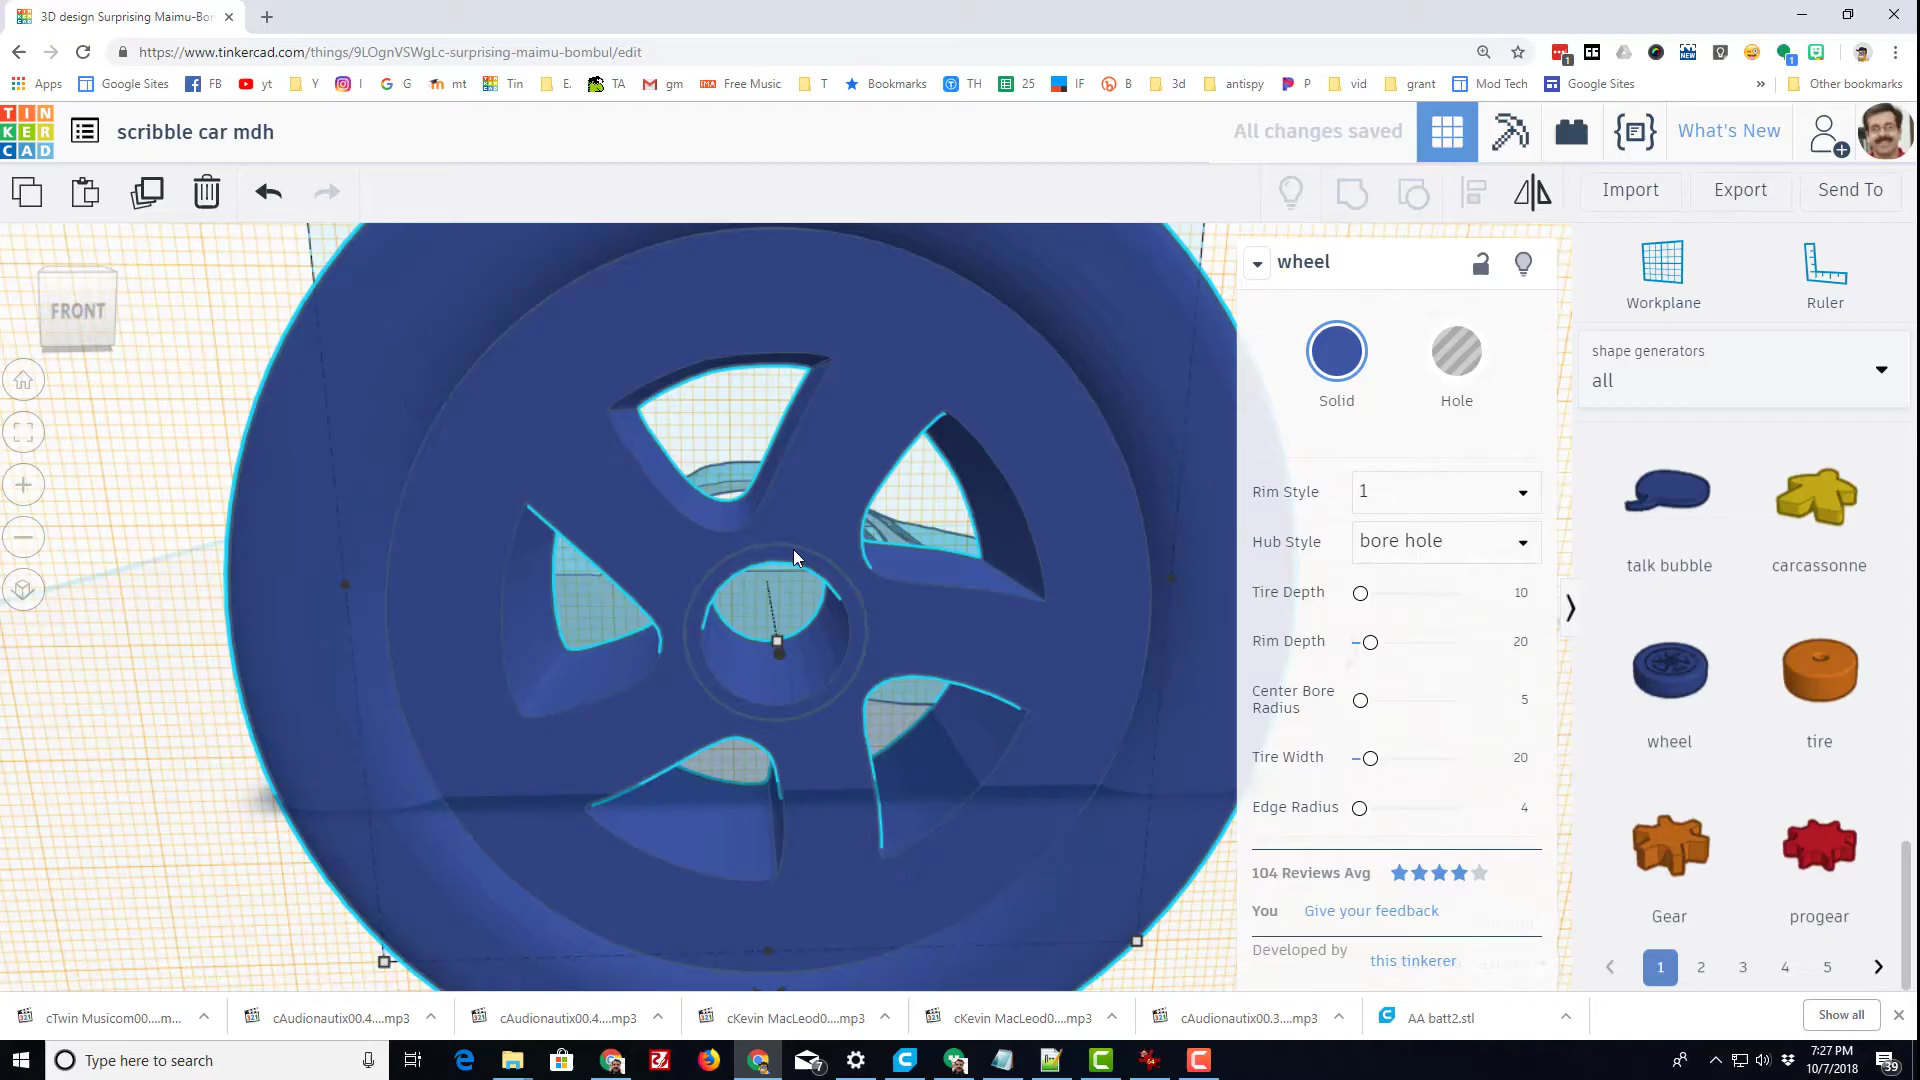 3D design Surprising Maimu-Bon
https://www.tinkercad.com/things/9LOgnVSWgLc-surprising-maimu-bombul/edit
Apps Google Sites FB yt Y I G mt Tin E. TA gm Free Music T Bookmarks TH 25 IF B 3d antispy P vid grant Mod Tech Google Sites » Other bookmarks
TIN
KER
CAD
scribble car mdh
All changes saved
What's New
Import
Export
Send To
FRONT
wheel
Workplane
Ruler
Solid
Hole
shape generators
all
Rim Style 1
Hub Style bore hole
Tire Depth 10
Rim Depth 20
Center Bore
Radius 5
Tire Width 20
Edge Radius 4
104 Reviews Avg
You Give your feedback
Developed by this tinkerer
talk bubble
carcassonne
wheel
tire
Gear
progear
1 2 3 4 5
cTwin Musicom00....m...
cAudionautix00.4....mp3
cAudionautix00.4....mp3
cKevin MacLeod0....mp3
cKevin MacLeod0....mp3
cAudionautix00.3....mp3
AA batt2.stl
Show all
Type here to search
7:27 PM
10/7/2018
39